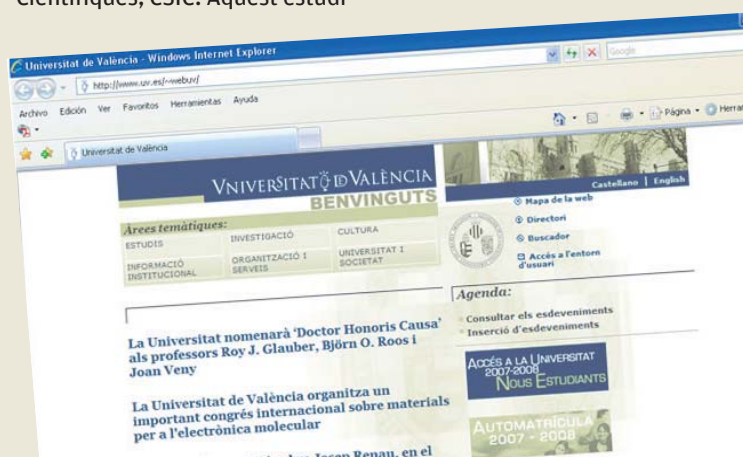 Científiques, CSIC. Aquest estudi
Universitat de València - Windows Internet Explorer
http://www.uv.es/~webuv/
Google
Archivo Edición Ver Favoritos Herramientas Ayuda
Universitat de València
Página
VNIVERSITAT ID VALÈNCIA
BENVINGUTS
Castellano | English
Àrees temàtiques:
ESTUDIS
INVESTIGACIÓ
CULTURA
INFORMACIÓ
INSTITUCIONAL
ORGANITZACIÓ I
SERVEIS
UNIVERSITAT I
SOCIETAT
Mapa de la web
Directori
Buscador
Accés a l'entorn
d'usuari
La Universitat nomenarà 'Doctor Honoris Causa'
als professors Roy J. Glauber, Björn O. Roos i
Joan Veny
La Universitat de València organitza un
important congrés internacional sobre materials
per a l'electrònica molecular
Josep Renau, en el
Agenda:
Consultar els esdeveniments
Inserció d'esdeveniments
ACCÉS A LA UNIVERSITAT
2007-2008
NOUS ESTUDIANTS
AUTOMATRÍCULA
2007 - 2008